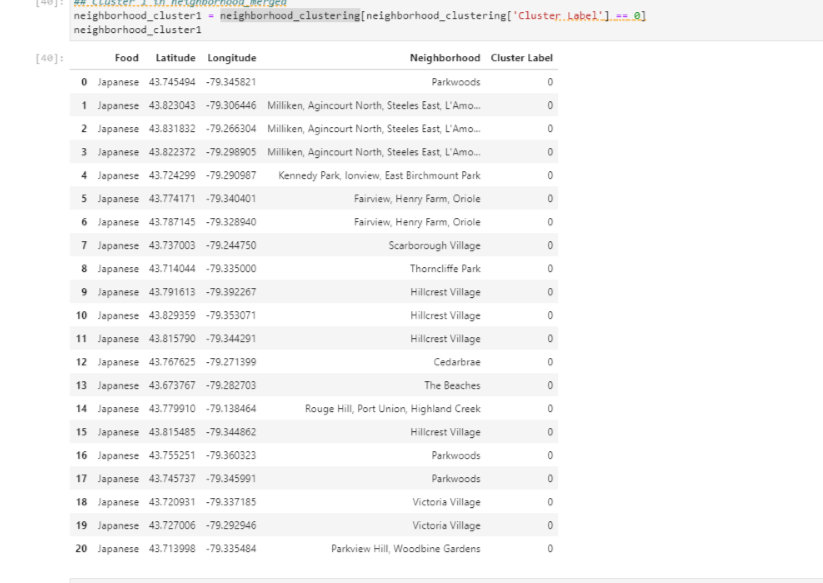 [40]: ## Cluster 1 in neighborhood_merged
neighborhood_cluster1 = neighborhood_clustering[neighborhood_clustering['Cluster Label'] == 0]
neighborhood_cluster1
[40]: Food Latitude Longitude Neighborhood Cluster Label
0 Japanese 43.745494 -79.345821 Parkwoods 0
1 Japanese 43.823043 -79.306446 Milliken, Agincourt North, Steeles East, L'Amo... 0
2 Japanese 43.831832 -79.266304 Milliken, Agincourt North, Steeles East, L'Amo... 0
3 Japanese 43.822372 -79.298905 Milliken, Agincourt North, Steeles East, L'Amo... 0
4 Japanese 43.724299 -79.290987 Kennedy Park, Ionview, East Birchmount Park 0
5 Japanese 43.774171 -79.340401 Fairview, Henry Farm, Oriole 0
6 Japanese 43.787145 -79.328940 Fairview, Henry Farm, Oriole 0
7 Japanese 43.737003 -79.244750 Scarborough Village 0
8 Japanese 43.714044 -79.335000 Thorncliffe Park 0
9 Japanese 43.791613 -79.392267 Hillcrest Village 0
10 Japanese 43.829359 -79.353071 Hillcrest Village 0
11 Japanese 43.815790 -79.344291 Hillcrest Village 0
12 Japanese 43.767625 -79.271399 Cedarbrae 0
13 Japanese 43.673767 -79.282703 The Beaches 0
14 Japanese 43.779910 -79.138464 Rouge Hill, Port Union, Highland Creek 0
15 Japanese 43.815485 -79.344862 Hillcrest Village 0
16 Japanese 43.755251 -79.360323 Parkwoods 0
17 Japanese 43.745737 -79.345991 Parkwoods 0
18 Japanese 43.720931 -79.337185 Victoria Village 0
19 Japanese 43.727006 -79.292946 Victoria Village 0
20 Japanese 43.713998 -79.335484 Parkview Hill, Woodbine Gardens 0